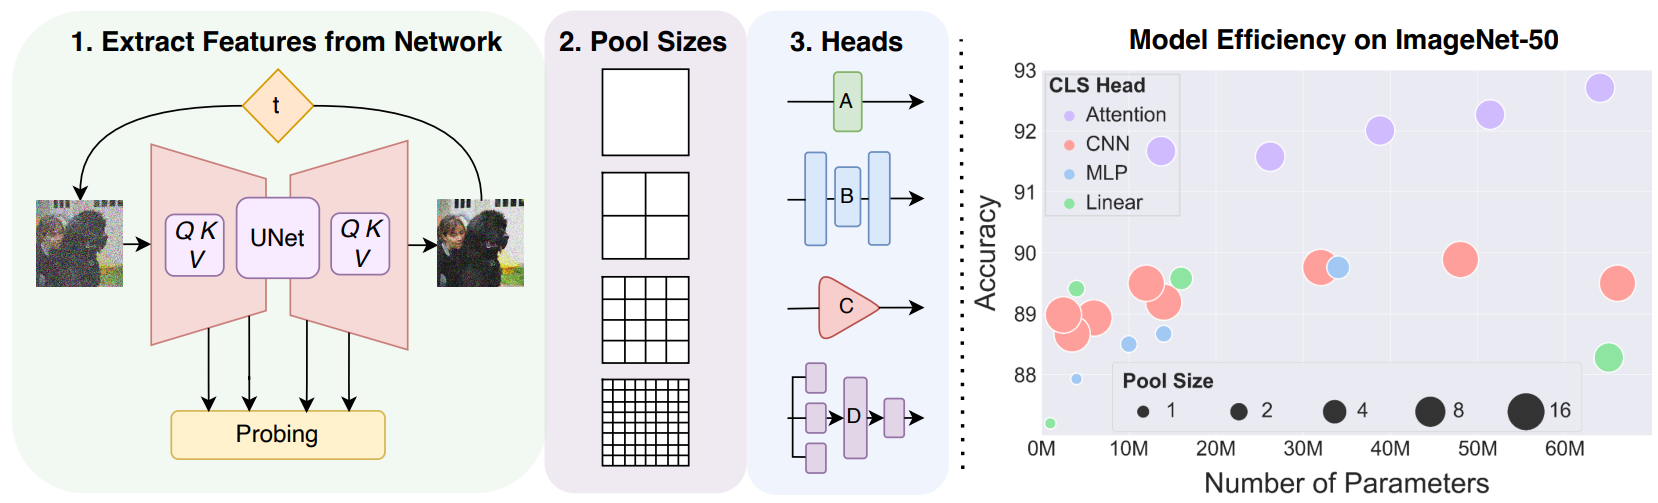 1. Extract Features from Network
t
Q K
V
UNet
Q K
V
Probing
2. Pool Sizes
3. Heads
A
B
C
D
Model Efficiency on ImageNet-50
Accuracy
93
92
91
90
89
88
CLS Head
Attention
CNN
MLP
Linear
Pool Size
1
2
4
8
16
0M
10M
20M
30M
40M
50M
60M
Number of Parameters